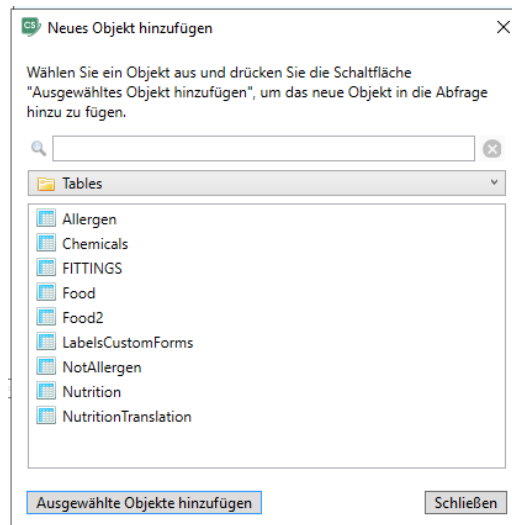 CS Neues Objekt hinzufügen
Wählen Sie ein Objekt aus und drücken Sie die Schaltfläche
"Ausgewähltes Objekt hinzufügen", um das neue Objekt in die Abfrage
hinzu zu fügen.
Tables
Allergen
Chemicals
FITTINGS
Food
Food2
LabelsCustomForms
NotAllergen
Nutrition
NutritionTranslation
Ausgewählte Objekte hinzufügen Schließen